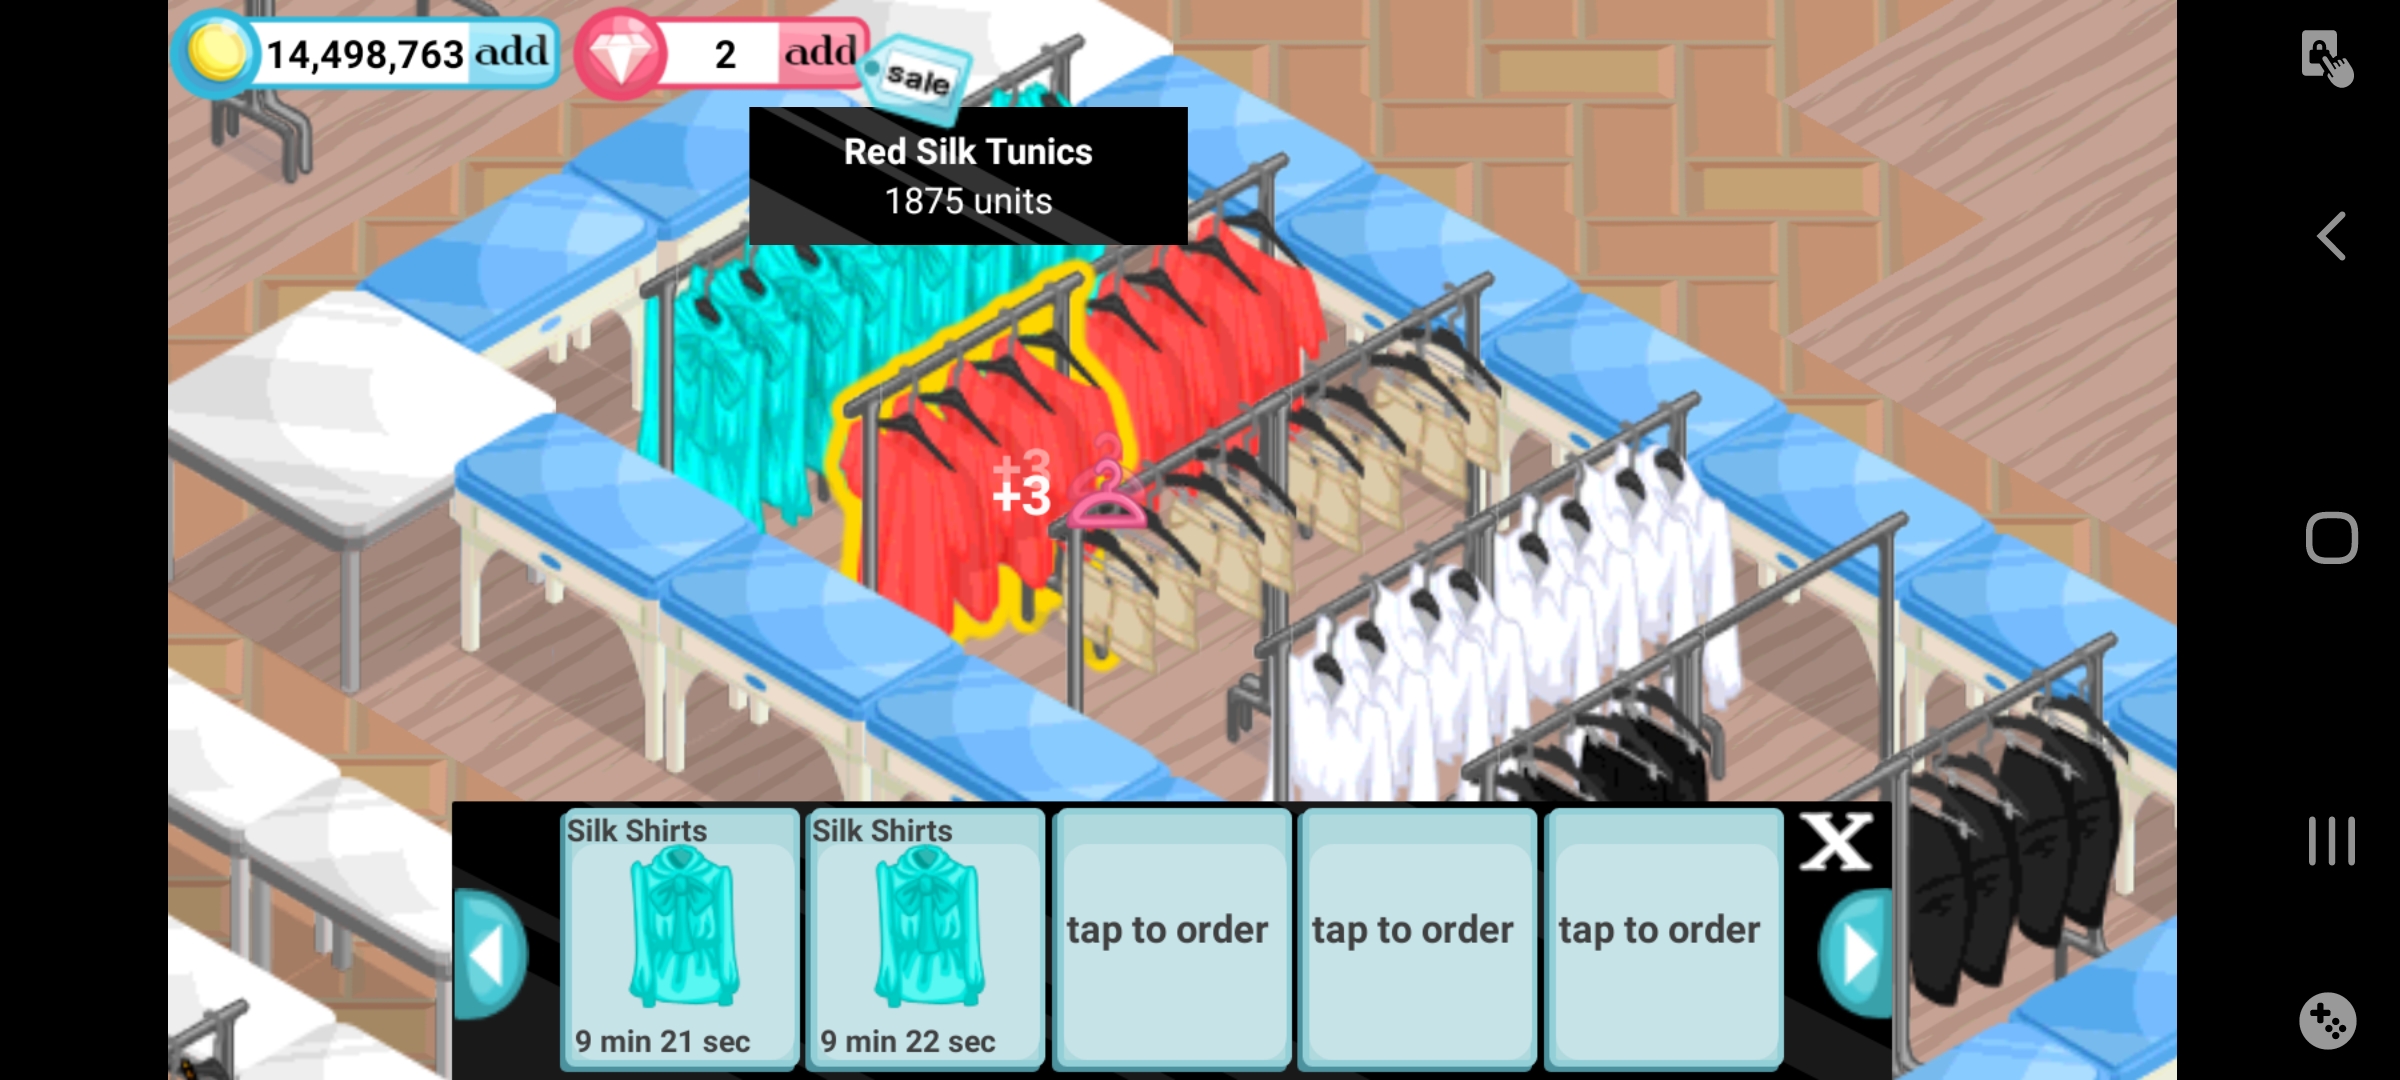 14,498,763 add
2 add
sale
Red Silk Tunics
1875 units
+3
+3
Silk Shirts
9 min 21 sec
Silk Shirts
9 min 22 sec
tap to order
tap to order
tap to order
X